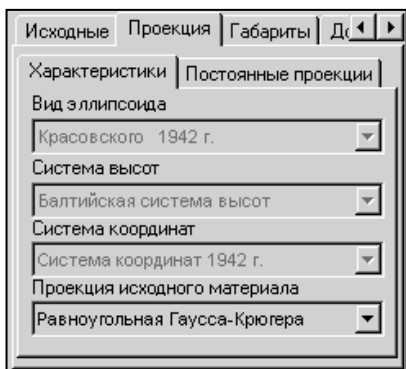 Исходные Проекция Габариты
Характеристики Постоянные проекции
Вид эллипсоида
Красовского 1942 г.
Система высот
Балтийская система высот
Система координат
Система координат 1942 г.
Проекция исходного материала
Равноугольная Гаусса-Крюгера